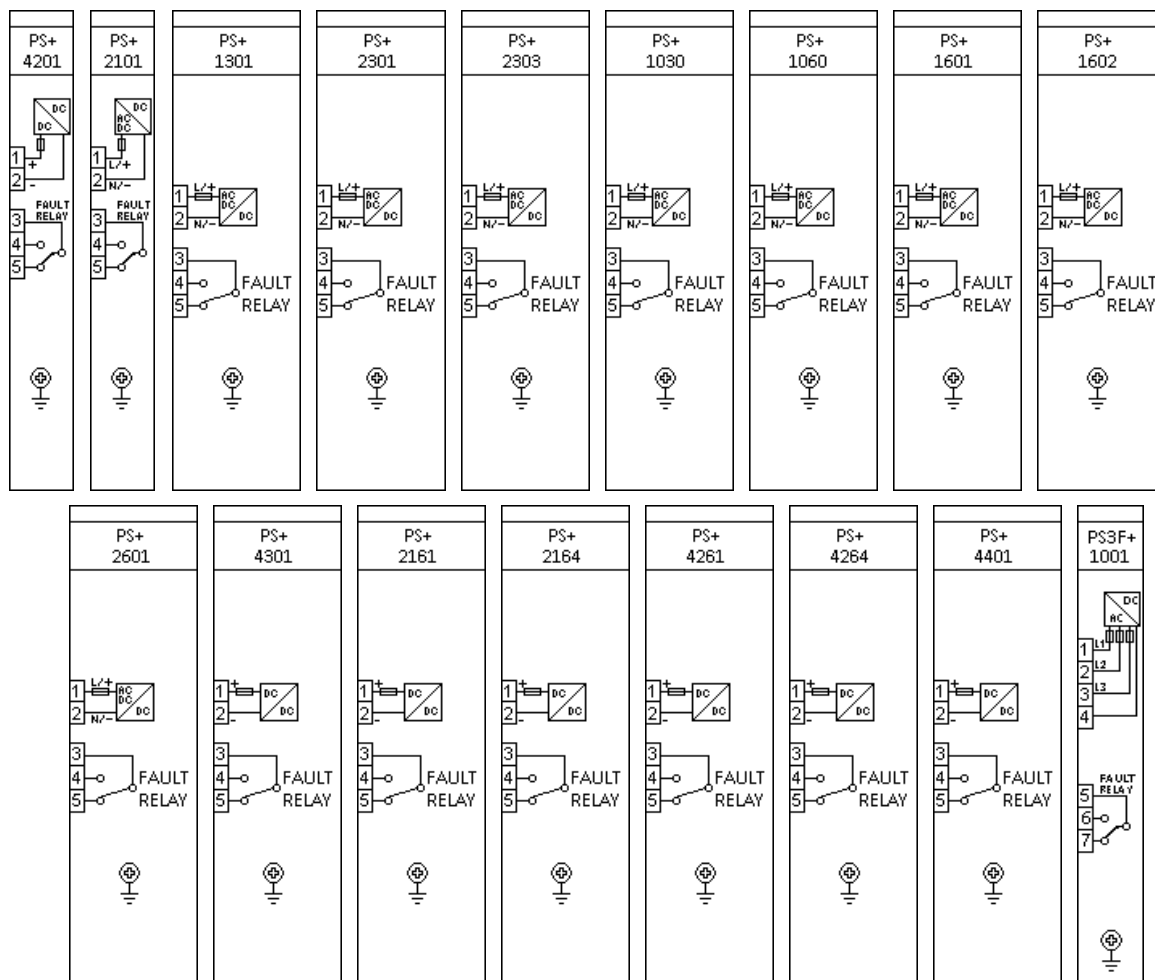 PS+
4201
DC
DC
1
+
2
-
FAULT
RELAY
3
4
5
PS+
2101
DC
AC
DC
1
L/+
2
N/-
FAULT
RELAY
3
4
5
PS+
1301
L/+
1
AC
DC
DC
2
N/-
3
4
FAULT
5
RELAY
PS+
2301
L/+
1
AC
DC
DC
2
N/-
3
4
FAULT
5
RELAY
PS+
2303
L/+
1
AC
DC
DC
2
N/-
3
4
FAULT
5
RELAY
PS+
1030
L/+
1
AC
DC
DC
2
N/-
3
4
FAULT
5
RELAY
PS+
1060
L/+
1
AC
DC
DC
2
N/-
3
4
FAULT
5
RELAY
PS+
1601
L/+
1
AC
DC
DC
2
N/-
3
4
FAULT
5
RELAY
PS+
1602
L/+
1
AC
DC
DC
2
N/-
3
4
FAULT
5
RELAY
PS+
2601
L/+
1
AC
DC
DC
2
N/-
3
4
FAULT
5
RELAY
PS+
4301
+
1
DC
DC
2
-
3
4
FAULT
5
RELAY
PS+
2161
+
1
DC
DC
2
-
3
4
FAULT
5
RELAY
PS+
2164
+
1
DC
DC
2
-
3
4
FAULT
5
RELAY
PS+
4261
+
1
DC
DC
2
-
3
4
FAULT
5
RELAY
PS+
4264
+
1
DC
DC
2
-
3
4
FAULT
5
RELAY
PS+
4401
+
1
DC
DC
2
-
3
4
FAULT
5
RELAY
PS3F+
1001
DC
AC
1
L1
2
L2
3
L3
4
FAULT
RELAY
5
6
7